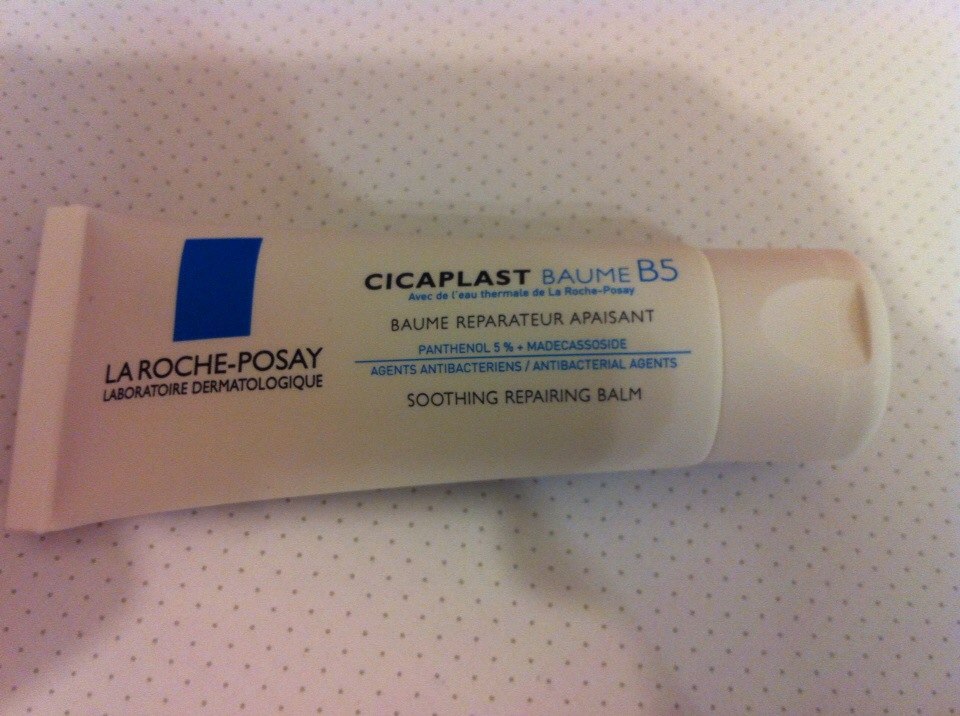 LA ROCHE-POSAY
LABORATOIRE DERMATOLOGIQUE
CICAPLAST BAUME B5
Avec de l'eau thermale de La Roche-Posay
BAUME REPARATEUR APAISANT
PANTHENOL 5 % + MADECASSOSIDE
AGENTS ANTIBACTERIENS / ANTIBACTERIAL AGENTS
SOOTHING REPAIRING BALM